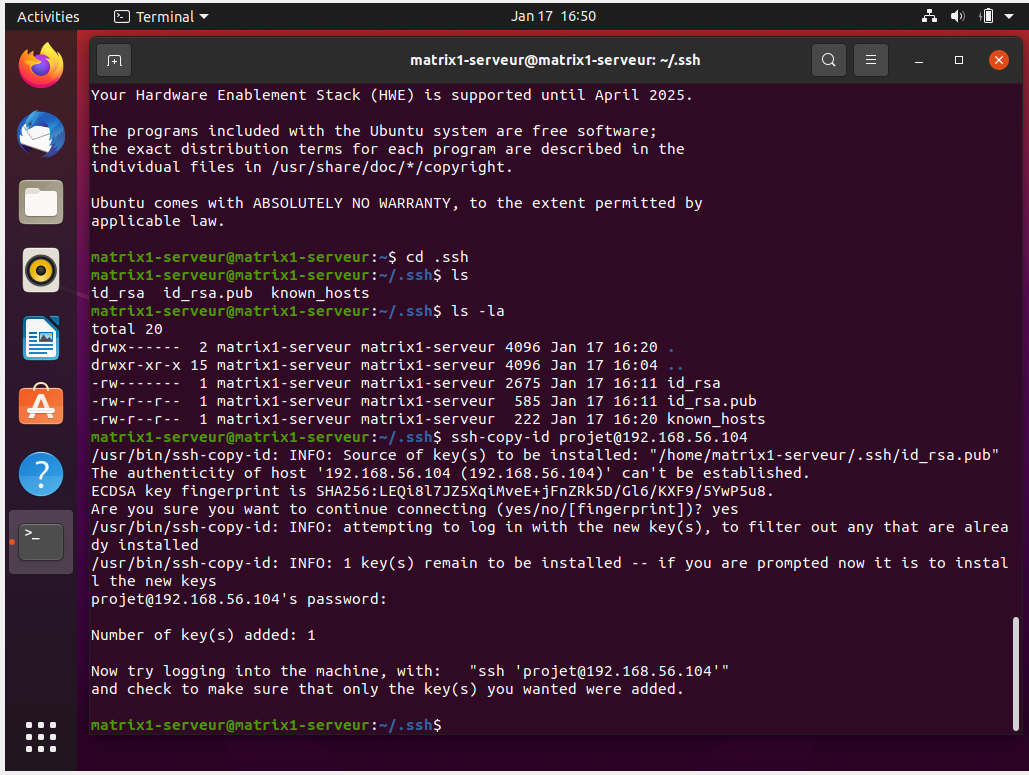 Activities
Terminal
Jan 17 16:50
matrix1-serveur@matrix1-serveur: ~/.ssh
Your Hardware Enablement Stack (HWE) is supported until April 2025.
The programs included with the Ubuntu system are free software;
the exact distribution terms for each program are described in the
individual files in /usr/share/doc/*/copyright.
Ubuntu comes with ABSOLUTELY NO WARRANTY, to the extent permitted by
applicable law.
matrix1-serveur@matrix1-serveur:~$ cd .ssh
matrix1-serveur@matrix1-serveur:~/.ssh$ ls
id_rsa  id_rsa.pub  known_hosts
matrix1-serveur@matrix1-serveur:~/.ssh$ ls -la
total 20
drwx------  2 matrix1-serveur matrix1-serveur 4096 Jan 17 16:20 .
drwxr-xr-x 15 matrix1-serveur matrix1-serveur 4096 Jan 17 16:04 ..
-rw-------  1 matrix1-serveur matrix1-serveur 2675 Jan 17 16:11 id_rsa
-rw-r--r--  1 matrix1-serveur matrix1-serveur  585 Jan 17 16:11 id_rsa.pub
-rw-r--r--  1 matrix1-serveur matrix1-serveur  222 Jan 17 16:20 known_hosts
matrix1-serveur@matrix1-serveur:~/.ssh$ ssh-copy-id projet@192.168.56.104
/usr/bin/ssh-copy-id: INFO: Source of key(s) to be installed: "/home/matrix1-serveur/.ssh/id_rsa.pub"
The authenticity of host '192.168.56.104 (192.168.56.104)' can't be established.
ECDSA key fingerprint is SHA256:LEQi8l7JZ5XqiMveE+jFnZRk5D/Gl6/KXF9/5YwP5u8.
Are you sure you want to continue connecting (yes/no/[fingerprint])? yes
/usr/bin/ssh-copy-id: INFO: attempting to log in with the new key(s), to filter out any that are alrea
dy installed
/usr/bin/ssh-copy-id: INFO: 1 key(s) remain to be installed -- if you are prompted now it is to instal
l the new keys
projet@192.168.56.104's password:
Number of key(s) added: 1
Now try logging into the machine, with:   "ssh 'projet@192.168.56.104'"
and check to make sure that only the key(s) you wanted were added.
matrix1-serveur@matrix1-serveur:~/.ssh$